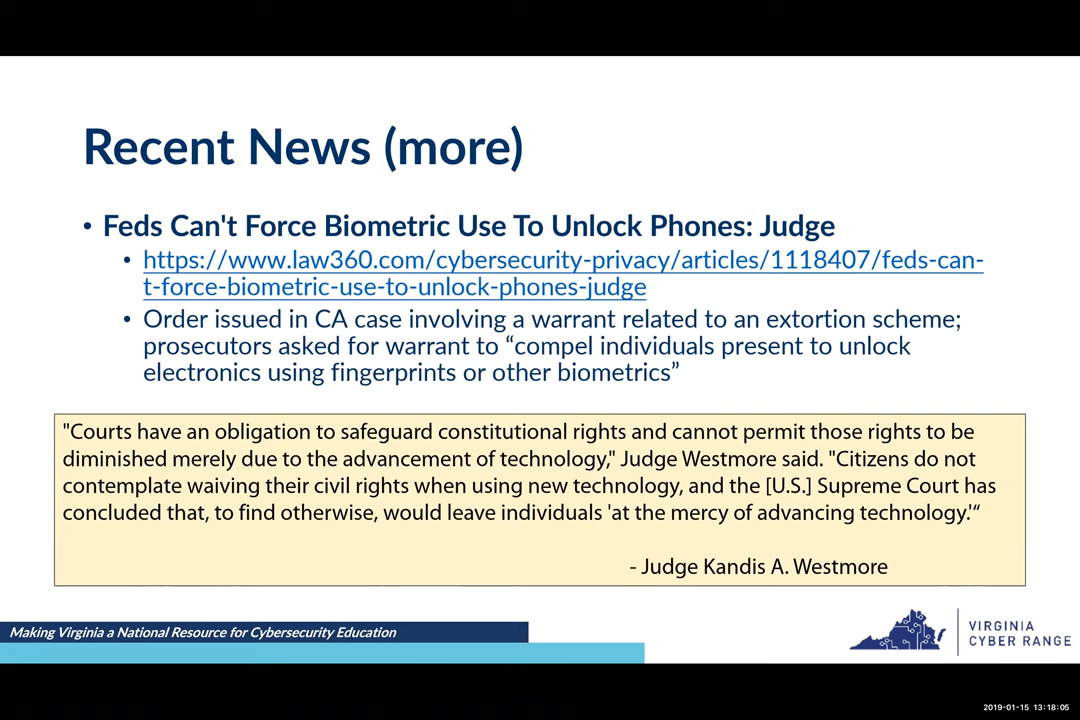 Recent News (more)
• Feds Can't Force Biometric Use To Unlock Phones: Judge
• https://www.law360.com/cybersecurity-privacy/articles/1118407/feds-can-
t-force-biometric-use-to-unlock-phones-judge
• Order issued in CA case involving a warrant related to an extortion scheme;
prosecutors asked for warrant to “compel individuals present to unlock
electronics using fingerprints or other biometrics”
"Courts have an obligation to safeguard constitutional rights and cannot permit those rights to be
diminished merely due to the advancement of technology," Judge Westmore said. "Citizens do not
contemplate waiving their civil rights when using new technology, and the [U.S.] Supreme Court has
concluded that, to find otherwise, would leave individuals 'at the mercy of advancing technology.'“
- Judge Kandis A. Westmore
Making Virginia a National Resource for Cybersecurity Education
VIRGINIA
CYBER RANGE
2019-01-15 13:18:05